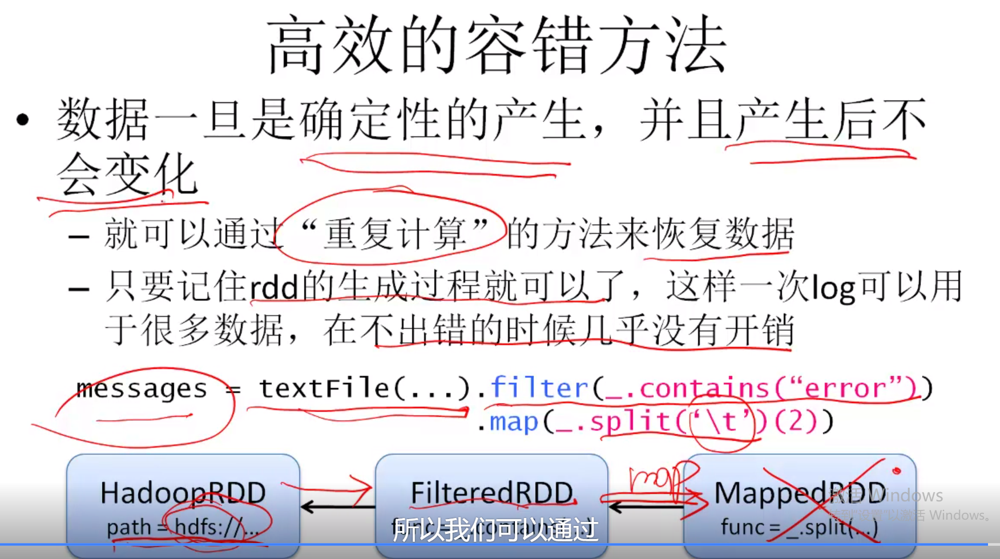 高效的容错方法
• 数据一旦是确定性的产生，并且产生后不
会变化
– 就可以通过“重复计算”的方法来恢复数据
– 只要记住rdd的生成过程就可以了，这样一次log可以用
于很多数据，在不出错的时候几乎没有开销
messages = textFile(...).filter(_.contains(“error”))
.map(_.split(‘\t’)(2))
map
HadoopRDD
path = hdfs://…
FilteredRDD
func = _.contains(...)
MappedRDD
func = _.split(…)
所以我们可以通过
激活 Windows
转到“设置”以激活 Windows。